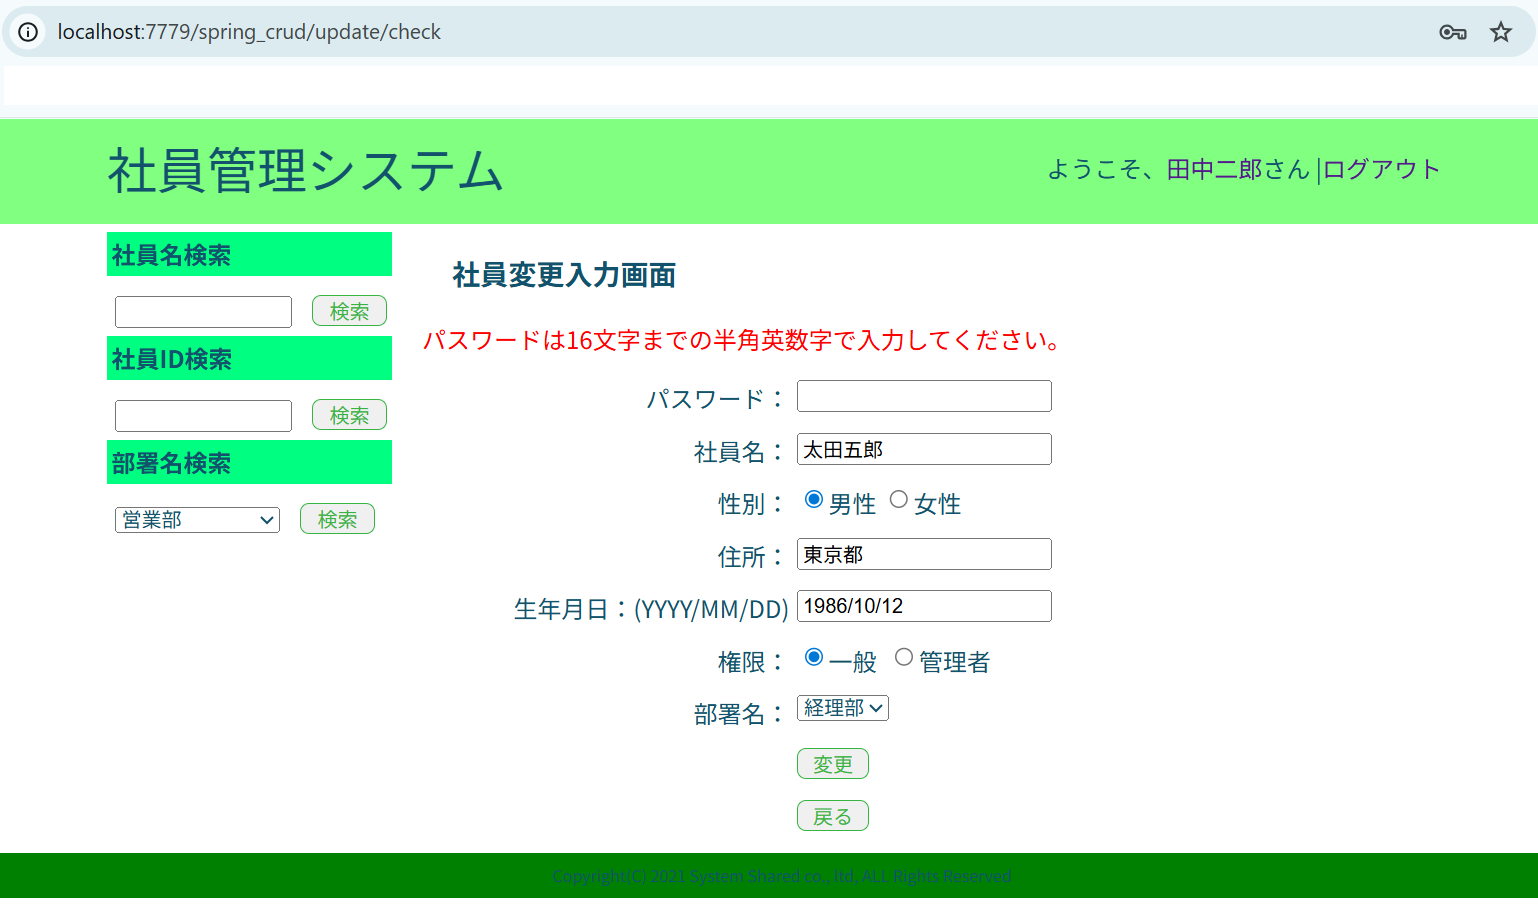 localhost:7779/spring_crud/update/check
社員管理システム
ようこそ、田中二郎さん |ログアウト
社員名検索
検索
社員ID検索
検索
部署名検索
営業部
検索
社員変更入力画面
パスワードは16文字までの半角英数字で入力してください。
パスワード：
社員名： 太田五郎
性別： 男性 女性
住所： 東京都
生年月日：(YYYY/MM/DD) 1986/10/12
権限： 一般 管理者
部署名： 経理部
変更
戻る
Copyright(C) 2021 System Shared co., ltd, ALL Rights Reserved